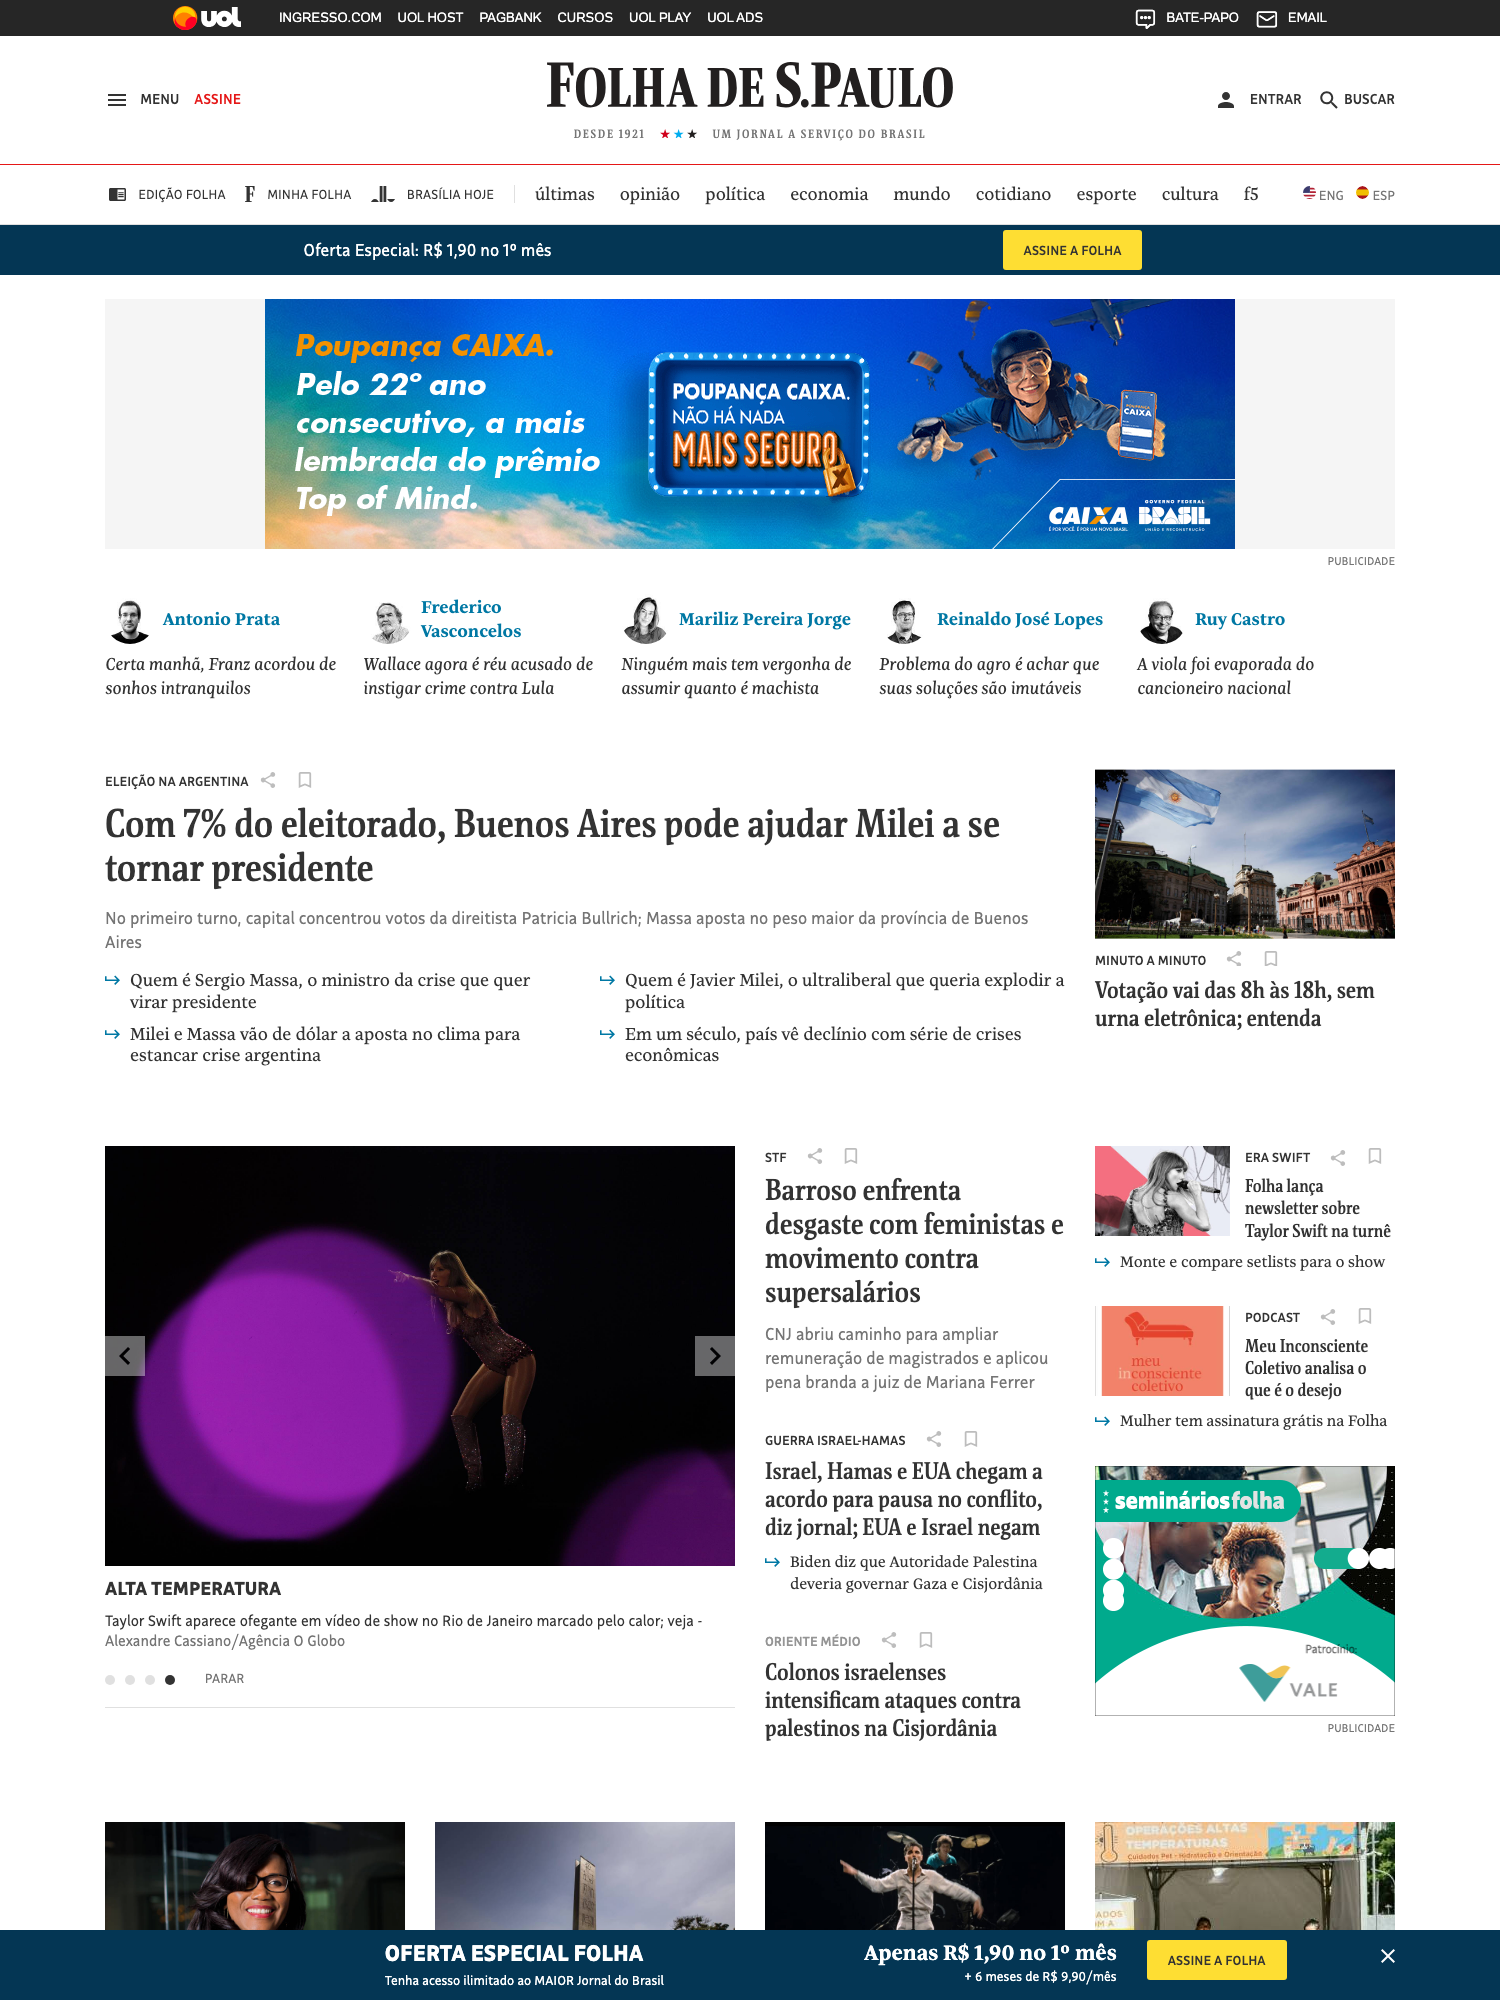 uol INGRESSO.COM UOL HOST PAGBANK CURSOS UOL PLAY UOL ADS BATE-PAPO EMAIL
MENU ASSINE FOLHA DE S.PAULO ENTRAR BUSCAR
DESDE 1921 ★★★ UM JORNAL A SERVIÇO DO BRASIL
EDIÇÃO FOLHA F MINHA FOLHA BRASÍLIA HOJE últimas opinião política economia mundo cotidiano esporte cultura f5 ENG ESP
Oferta Especial: R$ 1,90 no 1º mês ASSINE A FOLHA
Poupança CAIXA.
Pelo 22º ano
consecutivo, a mais
lembrada do prêmio
Top of Mind.
POUPANÇA CAIXA.
NÃO HÁ NADA
MAIS SEGURO
POUPANÇA
CAIXA
CAIXA
É POR VOCÊ. É POR UM NOVO BRASIL
GOVERNO FEDERAL
BRASIL
UNIÃO E RECONSTRUÇÃO
PUBLICIDADE
Antonio Prata
Certa manhã, Franz acordou de
sonhos intranquilos
Frederico
Vasconcelos
Wallace agora é réu acusado de
instigar crime contra Lula
Mariliz Pereira Jorge
Ninguém mais tem vergonha de
assumir quanto é machista
Reinaldo José Lopes
Problema do agro é achar que
suas soluções são imutáveis
Ruy Castro
A viola foi evaporada do
cancioneiro nacional
ELEIÇÃO NA ARGENTINA
Com 7% do eleitorado, Buenos Aires pode ajudar Milei a se
tornar presidente
No primeiro turno, capital concentrou votos da direitista Patricia Bullrich; Massa aposta no peso maior da província de Buenos
Aires
Quem é Sergio Massa, o ministro da crise que quer
virar presidente
Quem é Javier Milei, o ultraliberal que queria explodir a
política
Milei e Massa vão de dólar a aposta no clima para
estancar crise argentina
Em um século, país vê declínio com série de crises
econômicas
MINUTO A MINUTO
Votação vai das 8h às 18h, sem
urna eletrônica; entenda
ALTA TEMPERATURA
Taylor Swift aparece ofegante em vídeo de show no Rio de Janeiro marcado pelo calor; veja -
Alexandre Cassiano/Agência O Globo
PARAR
STF
Barroso enfrenta
desgaste com feministas e
movimento contra
supersalários
CNJ abriu caminho para ampliar
remuneração de magistrados e aplicou
pena branda a juiz de Mariana Ferrer
GUERRA ISRAEL-HAMAS
Israel, Hamas e EUA chegam a
acordo para pausa no conflito,
diz jornal; EUA e Israel negam
Biden diz que Autoridade Palestina
deveria governar Gaza e Cisjordânia
ORIENTE MÉDIO
Colonos israelenses
intensificam ataques contra
palestinos na Cisjordânia
ERA SWIFT
Folha lança
newsletter sobre
Taylor Swift na turnê
Monte e compare setlists para o show
meu
inconsciente
coletivo
PODCAST
Meu Inconsciente
Coletivo analisa o
que é o desejo
Mulher tem assinatura grátis na Folha
semináriosfolha
Patrocínio:
VALE
PUBLICIDADE
OPERAÇÕES ALTAS
TEMPERATURAS
Cuidados Pet - Hidratação e Orientação
OFERTA ESPECIAL FOLHA
Tenha acesso ilimitado ao MAIOR Jornal do Brasil
Apenas R$ 1,90 no 1º mês
+ 6 meses de R$ 9,90/mês
ASSINE A FOLHA